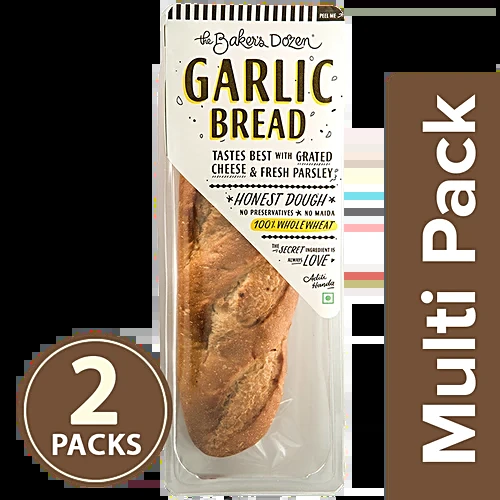 PEEL ME
the Baker's Dozen
GARLIC
BREAD
TASTES BEST WITH GRATED
CHEESE & FRESH PARSLEY
HONEST DOUGH
NO PRESERVATIVES ★ NO MAIDA
100% WHOLEWHEAT
THE SECRET INGREDIENT IS
ALWAYS LOVE
Aditi
Handa
2
PACKS
Multi Pack